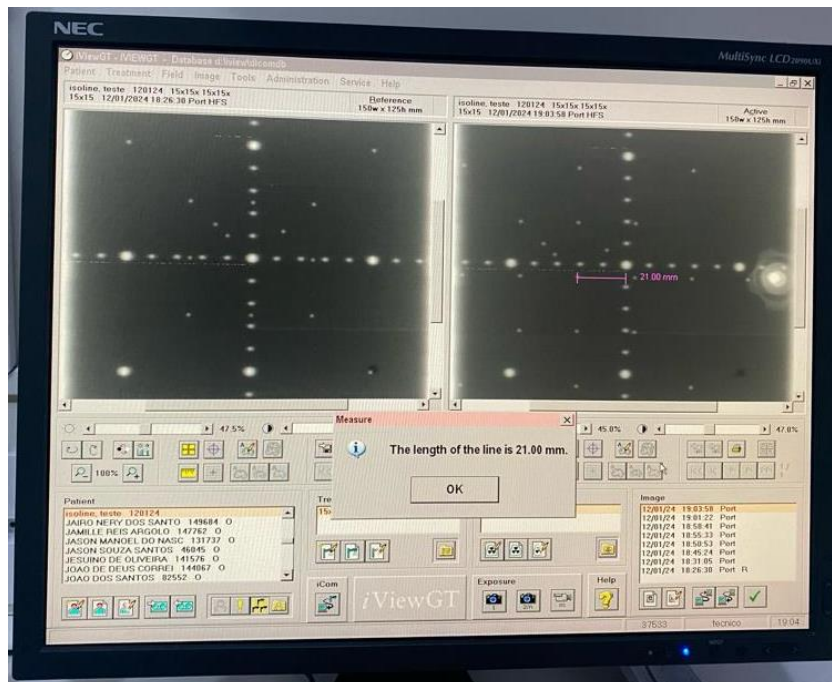 NEC
MultiSync LCD
iViewGT - iVIEWGT - Database d:\iview\dicomdb
Patient Treatment Field Image Tools Administration Service Help
isoline, teste 120124 15x15x 15x15x
15x15 12/01/2024 18:26:30 Port HFS
Reference
150w x 125h mm
isoline, teste 120124 15x15x 15x15x
15x15 12/01/2024 19:03:58 Port HFS
Active
150w x 125h mm
21.00 mm
47.5%
45.0%
47.0%
100%
Measure
The length of the line is 21.00 mm.
OK
Patient
isoline, teste 120124
JAIRO NERY DOS SANTO 149684 O
JAMILLE REIS ARGOLO 147762 O
JASON MANOEL DO NASC 131737 O
JASON SOUZA SANTOS 46045 O
JESUINO DE OLIVEIRA 141576 O
JOAO DE DEUS CORREI 144067 O
JOAO DOS SANTOS 82552 O
Tre
15x
Image
12/01/24 19:03:58 Port
12/01/24 19:01:22 Port
12/01/24 18:58:41 Port
12/01/24 18:55:33 Port
12/01/24 18:50:53 Port
12/01/24 18:45:24 Port
12/01/24 18:31:05 Port
12/01/24 18:26:30 Port R
iCom
iViewGT
Exposure
Help
37533
tecnico
19:04